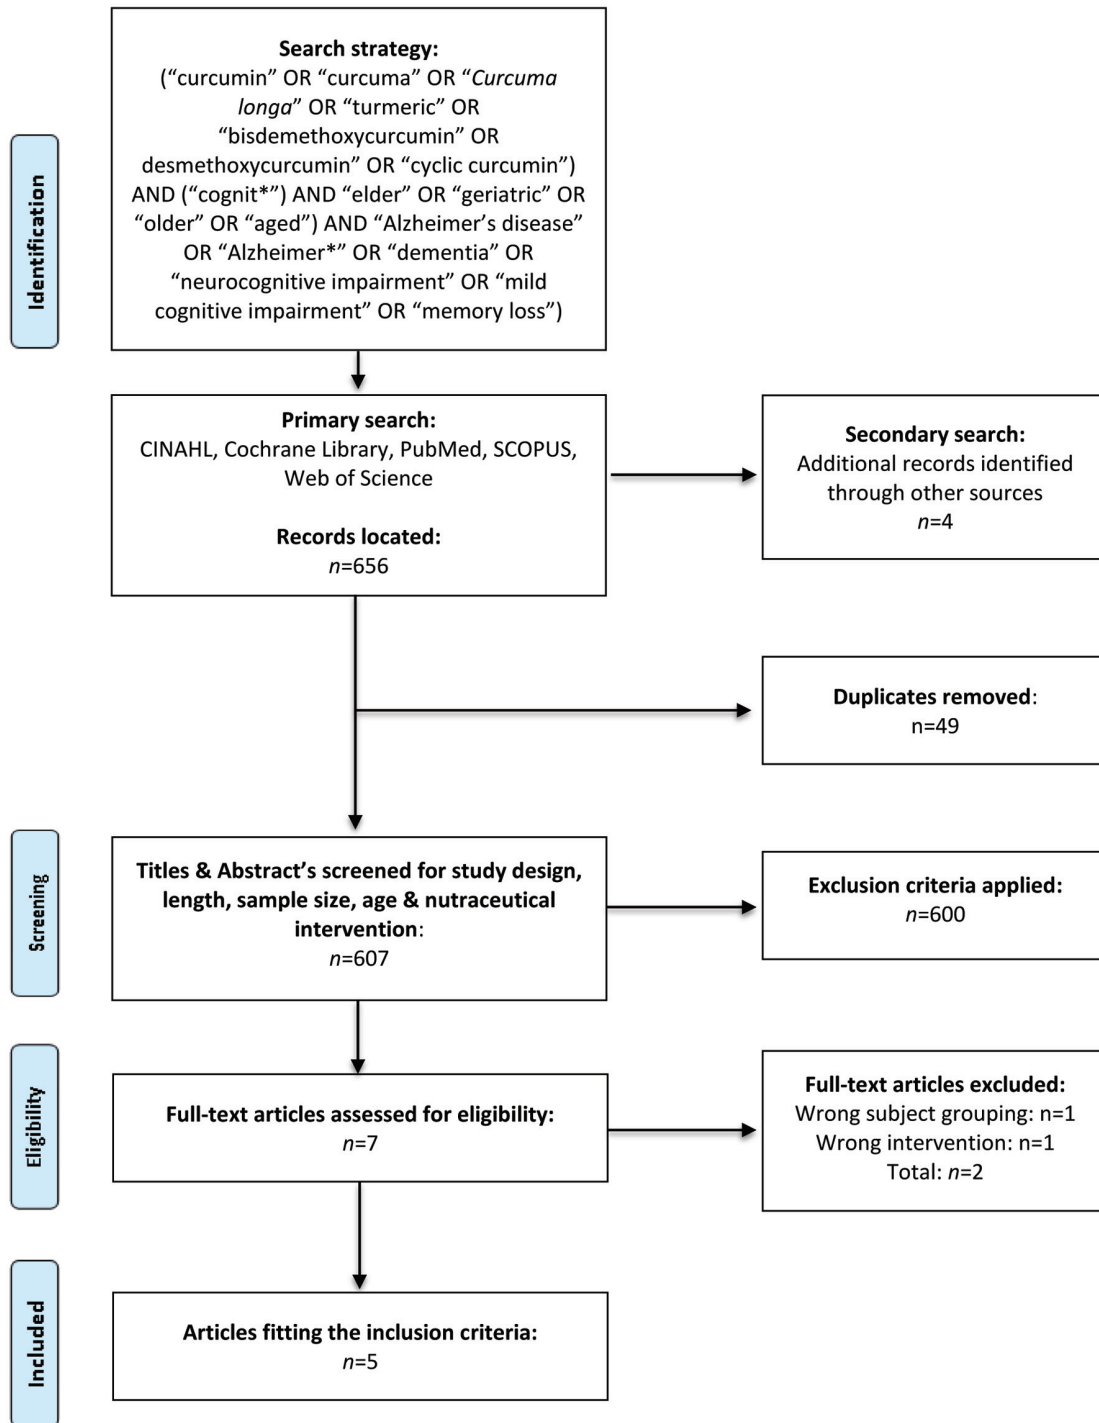 Identification
Search strategy:
(“curcumin” OR “curcuma” OR “Curcuma
longa” OR “turmeric” OR
“bisdemethoxycurcumin” OR
desmethoxycurcumin” OR “cyclic curcumin”)
AND (“cognit*”) AND “elder” OR “geriatric” OR
“older” OR “aged”) AND “Alzheimer’s disease”
OR “Alzheimer*” OR “dementia” OR
“neurocognitive impairment” OR “mild
cognitive impairment” OR “memory loss”)
Primary search:
CINAHL, Cochrane Library, PubMed, SCOPUS,
Web of Science
Records located:
n=656
Secondary search:
Additional records identified
through other sources
n=4
Duplicates removed:
n=49
Screening
Titles & Abstract’s screened for study design,
length, sample size, age & nutraceutical
intervention:
n=607
Exclusion criteria applied:
n=600
Eligibility
Full-text articles assessed for eligibility:
n=7
Full-text articles excluded:
Wrong subject grouping: n=1
Wrong intervention: n=1
Total: n=2
Included
Articles fitting the inclusion criteria:
n=5